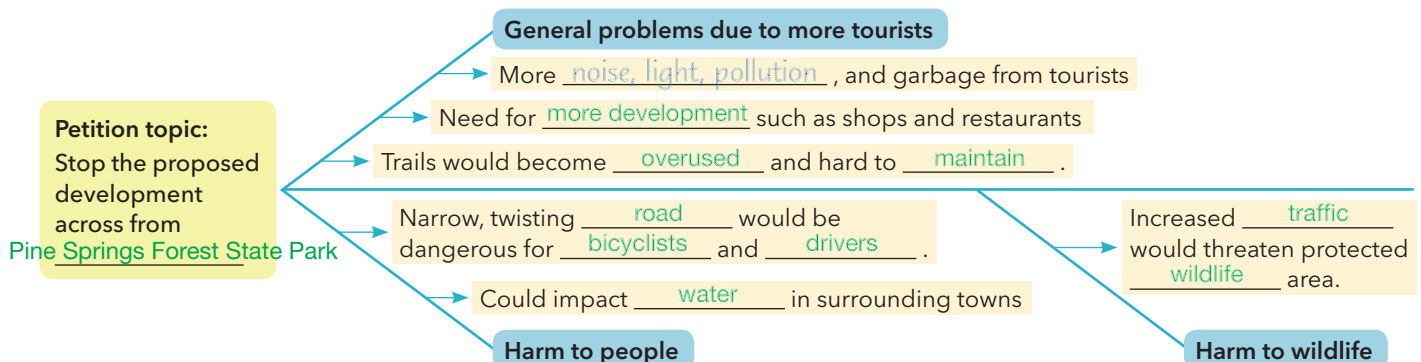 General problems due to more tourists
More noise, light, pollution, and garbage from tourists
Need for more development such as shops and restaurants
Trails would become overused and hard to maintain.
Petition topic:
Stop the proposed
development
across from
Pine Springs Forest State Park
Narrow, twisting road would be
dangerous for bicyclists and drivers.
Could impact water in surrounding towns
Harm to people
Increased traffic
would threaten protected
wildlife area.
Harm to wildlife